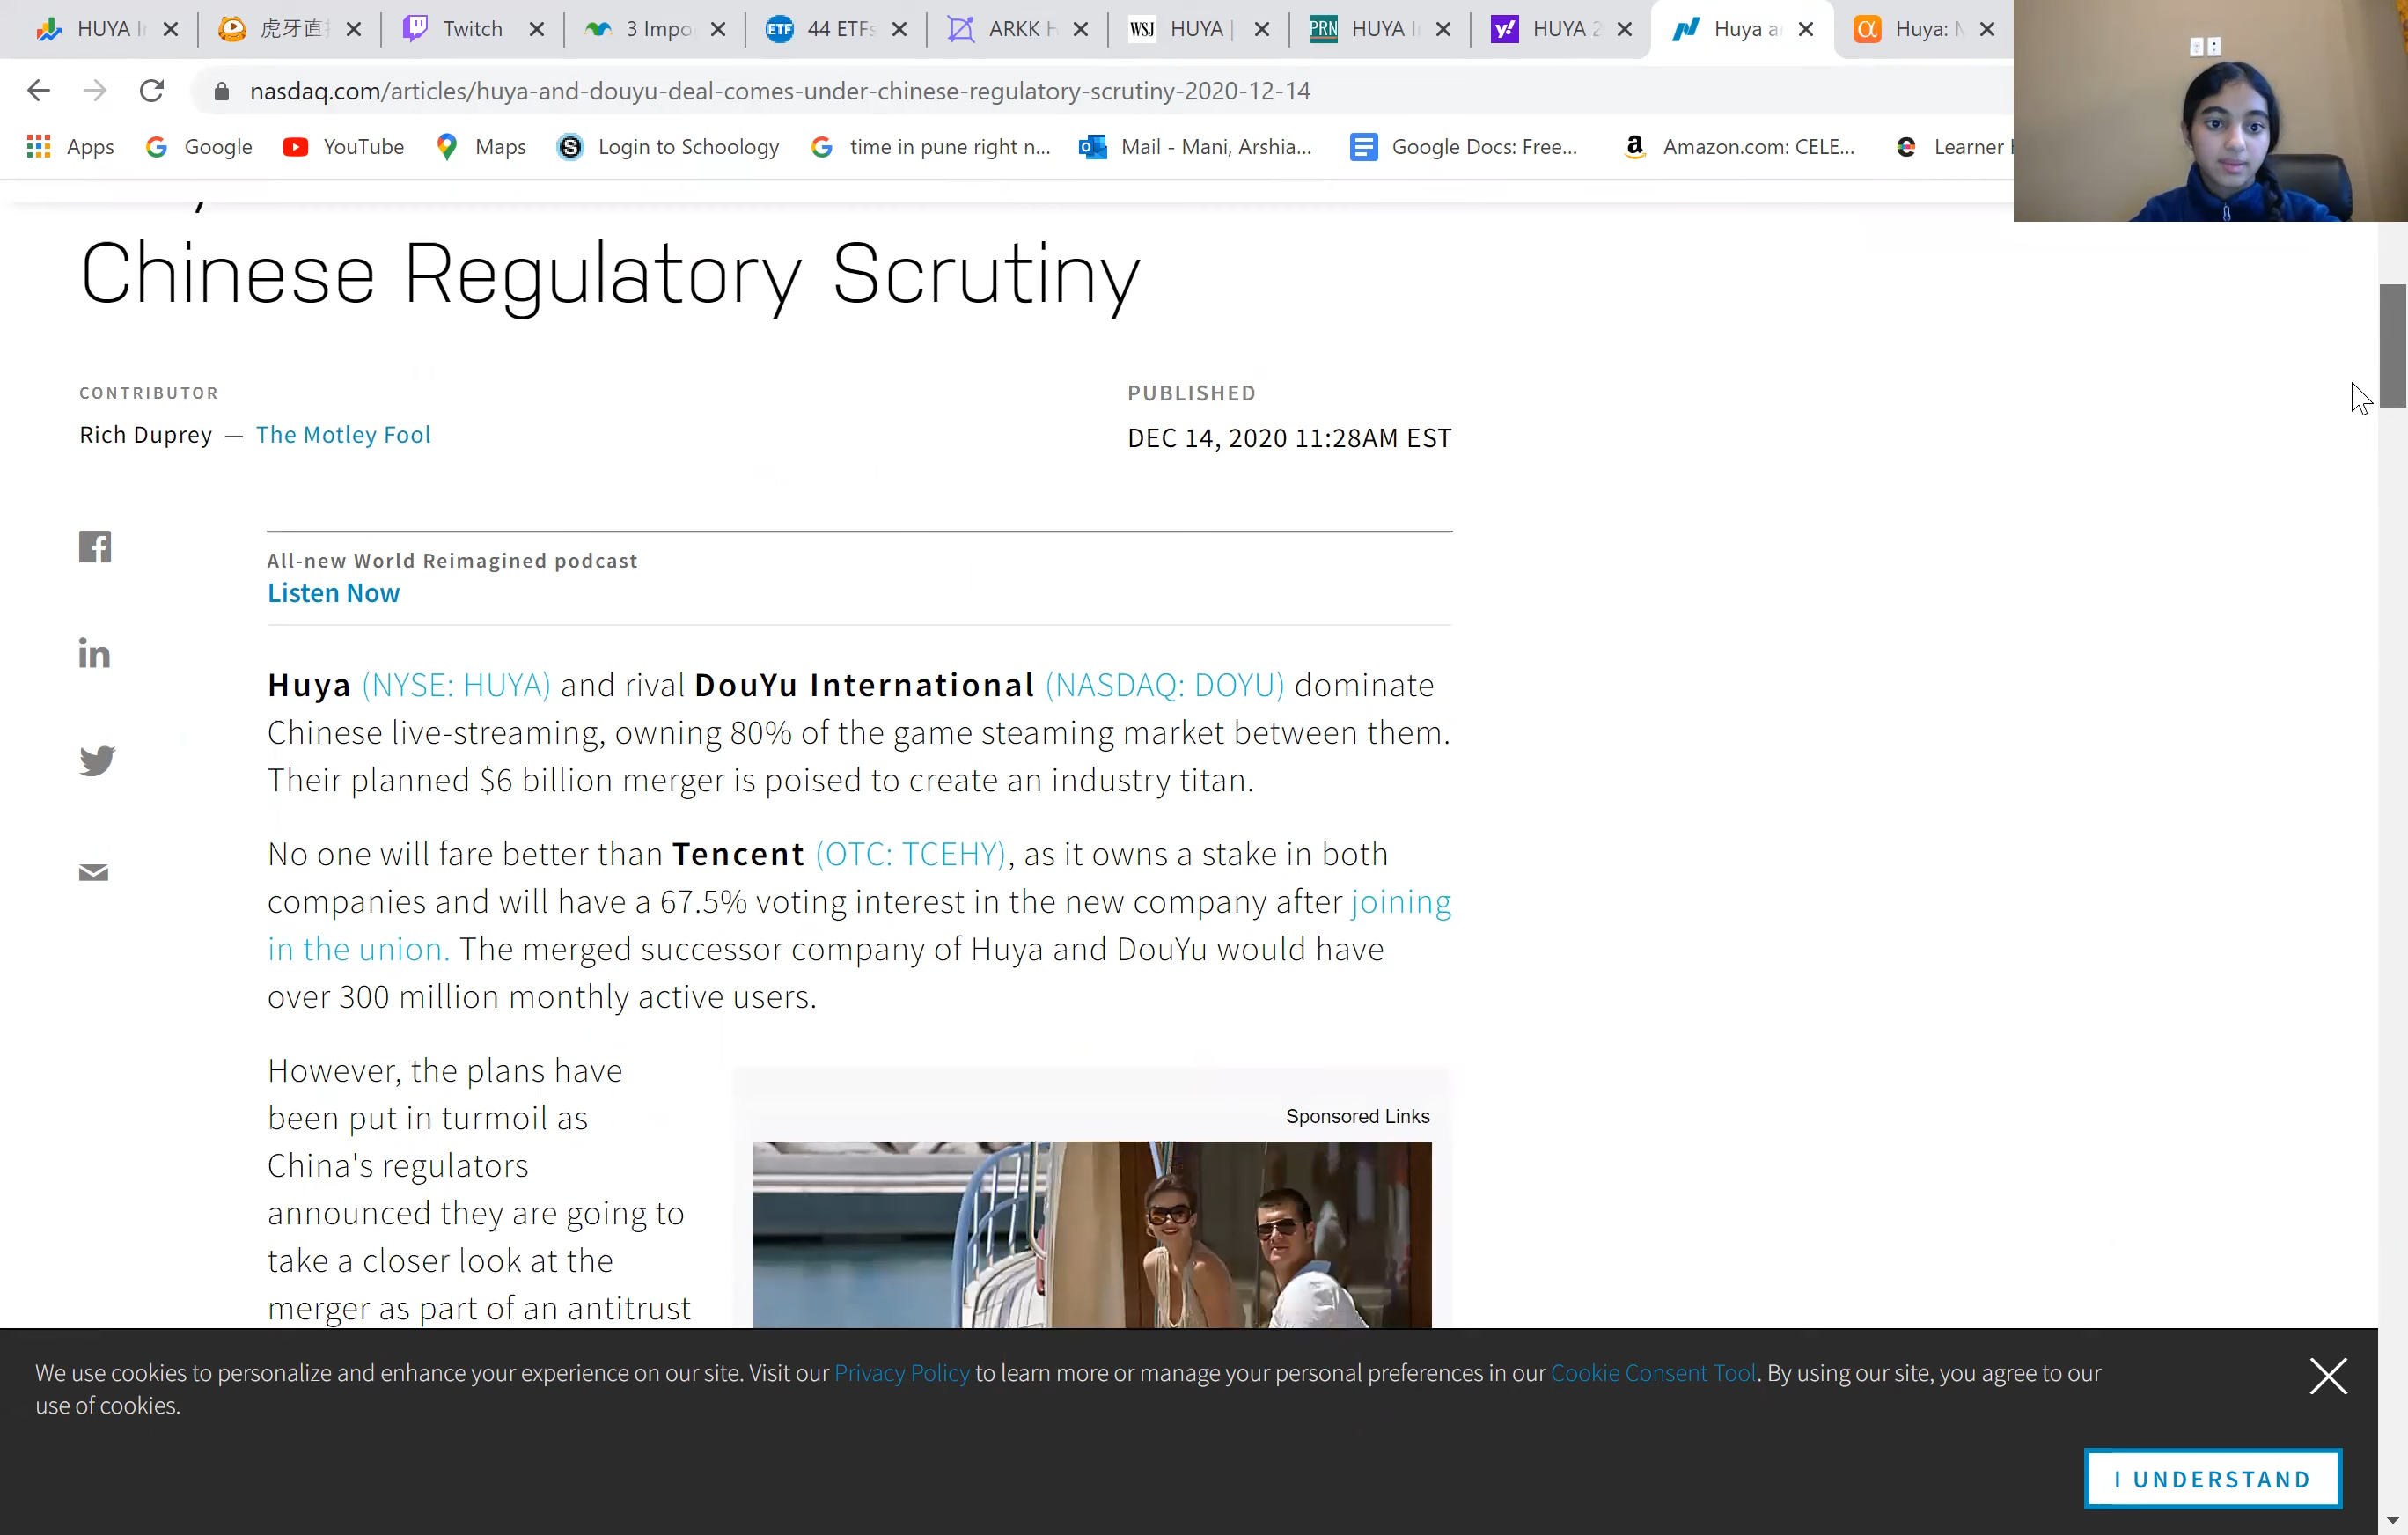 HUYA I
虎牙直
Twitch
3 Impo
ETF
44 ETFs
ARKK H
WSJ
HUYA |
PRN
HUYA I
y!
HUYA 2
Huya a
α
Huya: N
nasdaq.com/articles/huya-and-douyu-deal-comes-under-chinese-regulatory-scrutiny-2020-12-14
Apps
Google
YouTube
Maps
Login to Schoology
time in pune right n...
Mail - Mani, Arshia...
Google Docs: Free...
Amazon.com: CELE...
Learner
Chinese Regulatory Scrutiny
CONTRIBUTOR
Rich Duprey — The Motley Fool
PUBLISHED
DEC 14, 2020 11:28AM EST
All-new World Reimagined podcast
Listen Now
Huya (NYSE: HUYA) and rival DouYu International (NASDAQ: DOYU) dominate
Chinese live-streaming, owning 80% of the game steaming market between them.
Their planned $6 billion merger is poised to create an industry titan.
No one will fare better than Tencent (OTC: TCEHY), as it owns a stake in both
companies and will have a 67.5% voting interest in the new company after joining
in the union. The merged successor company of Huya and DouYu would have
over 300 million monthly active users.
However, the plans have
been put in turmoil as
China's regulators
announced they are going to
take a closer look at the
merger as part of an antitrust
Sponsored Links
We use cookies to personalize and enhance your experience on our site. Visit our Privacy Policy to learn more or manage your personal preferences in our Cookie Consent Tool. By using our site, you agree to our
use of cookies.
I UNDERSTAND